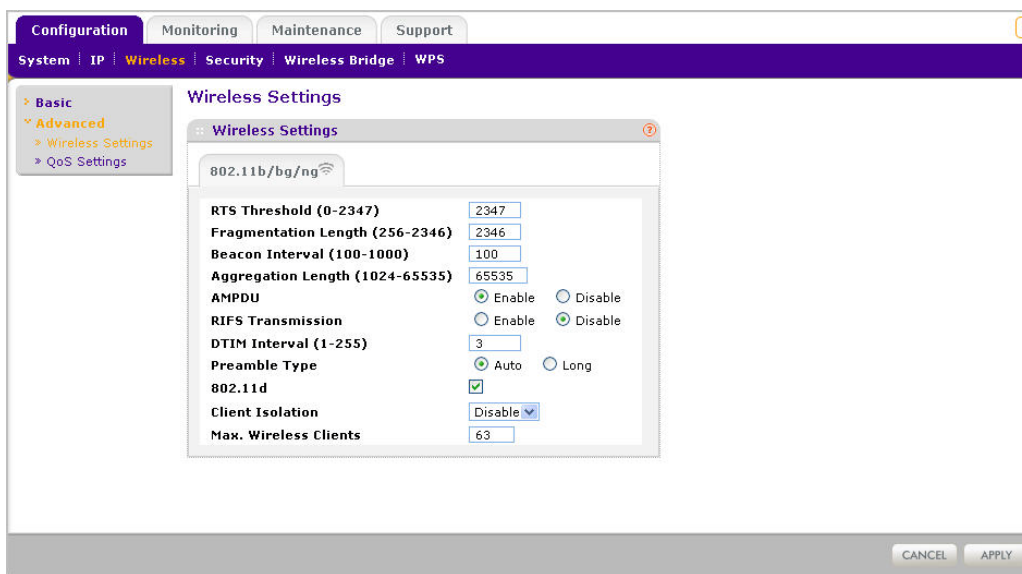 Configuration Monitoring Maintenance Support
System IP Wireless Security Wireless Bridge WPS
Basic
Advanced
Wireless Settings
QoS Settings
Wireless Settings
Wireless Settings ?
802.11b/bg/ng
RTS Threshold (0-2347) 2347
Fragmentation Length (256-2346) 2346
Beacon Interval (100-1000) 100
Aggregation Length (1024-65535) 65535
AMPDU Enable Disable
RIFS Transmission Enable Disable
DTIM Interval (1-255) 3
Preamble Type Auto Long
802.11d
Client Isolation Disable
Max. Wireless Clients 63
CANCEL APPLY